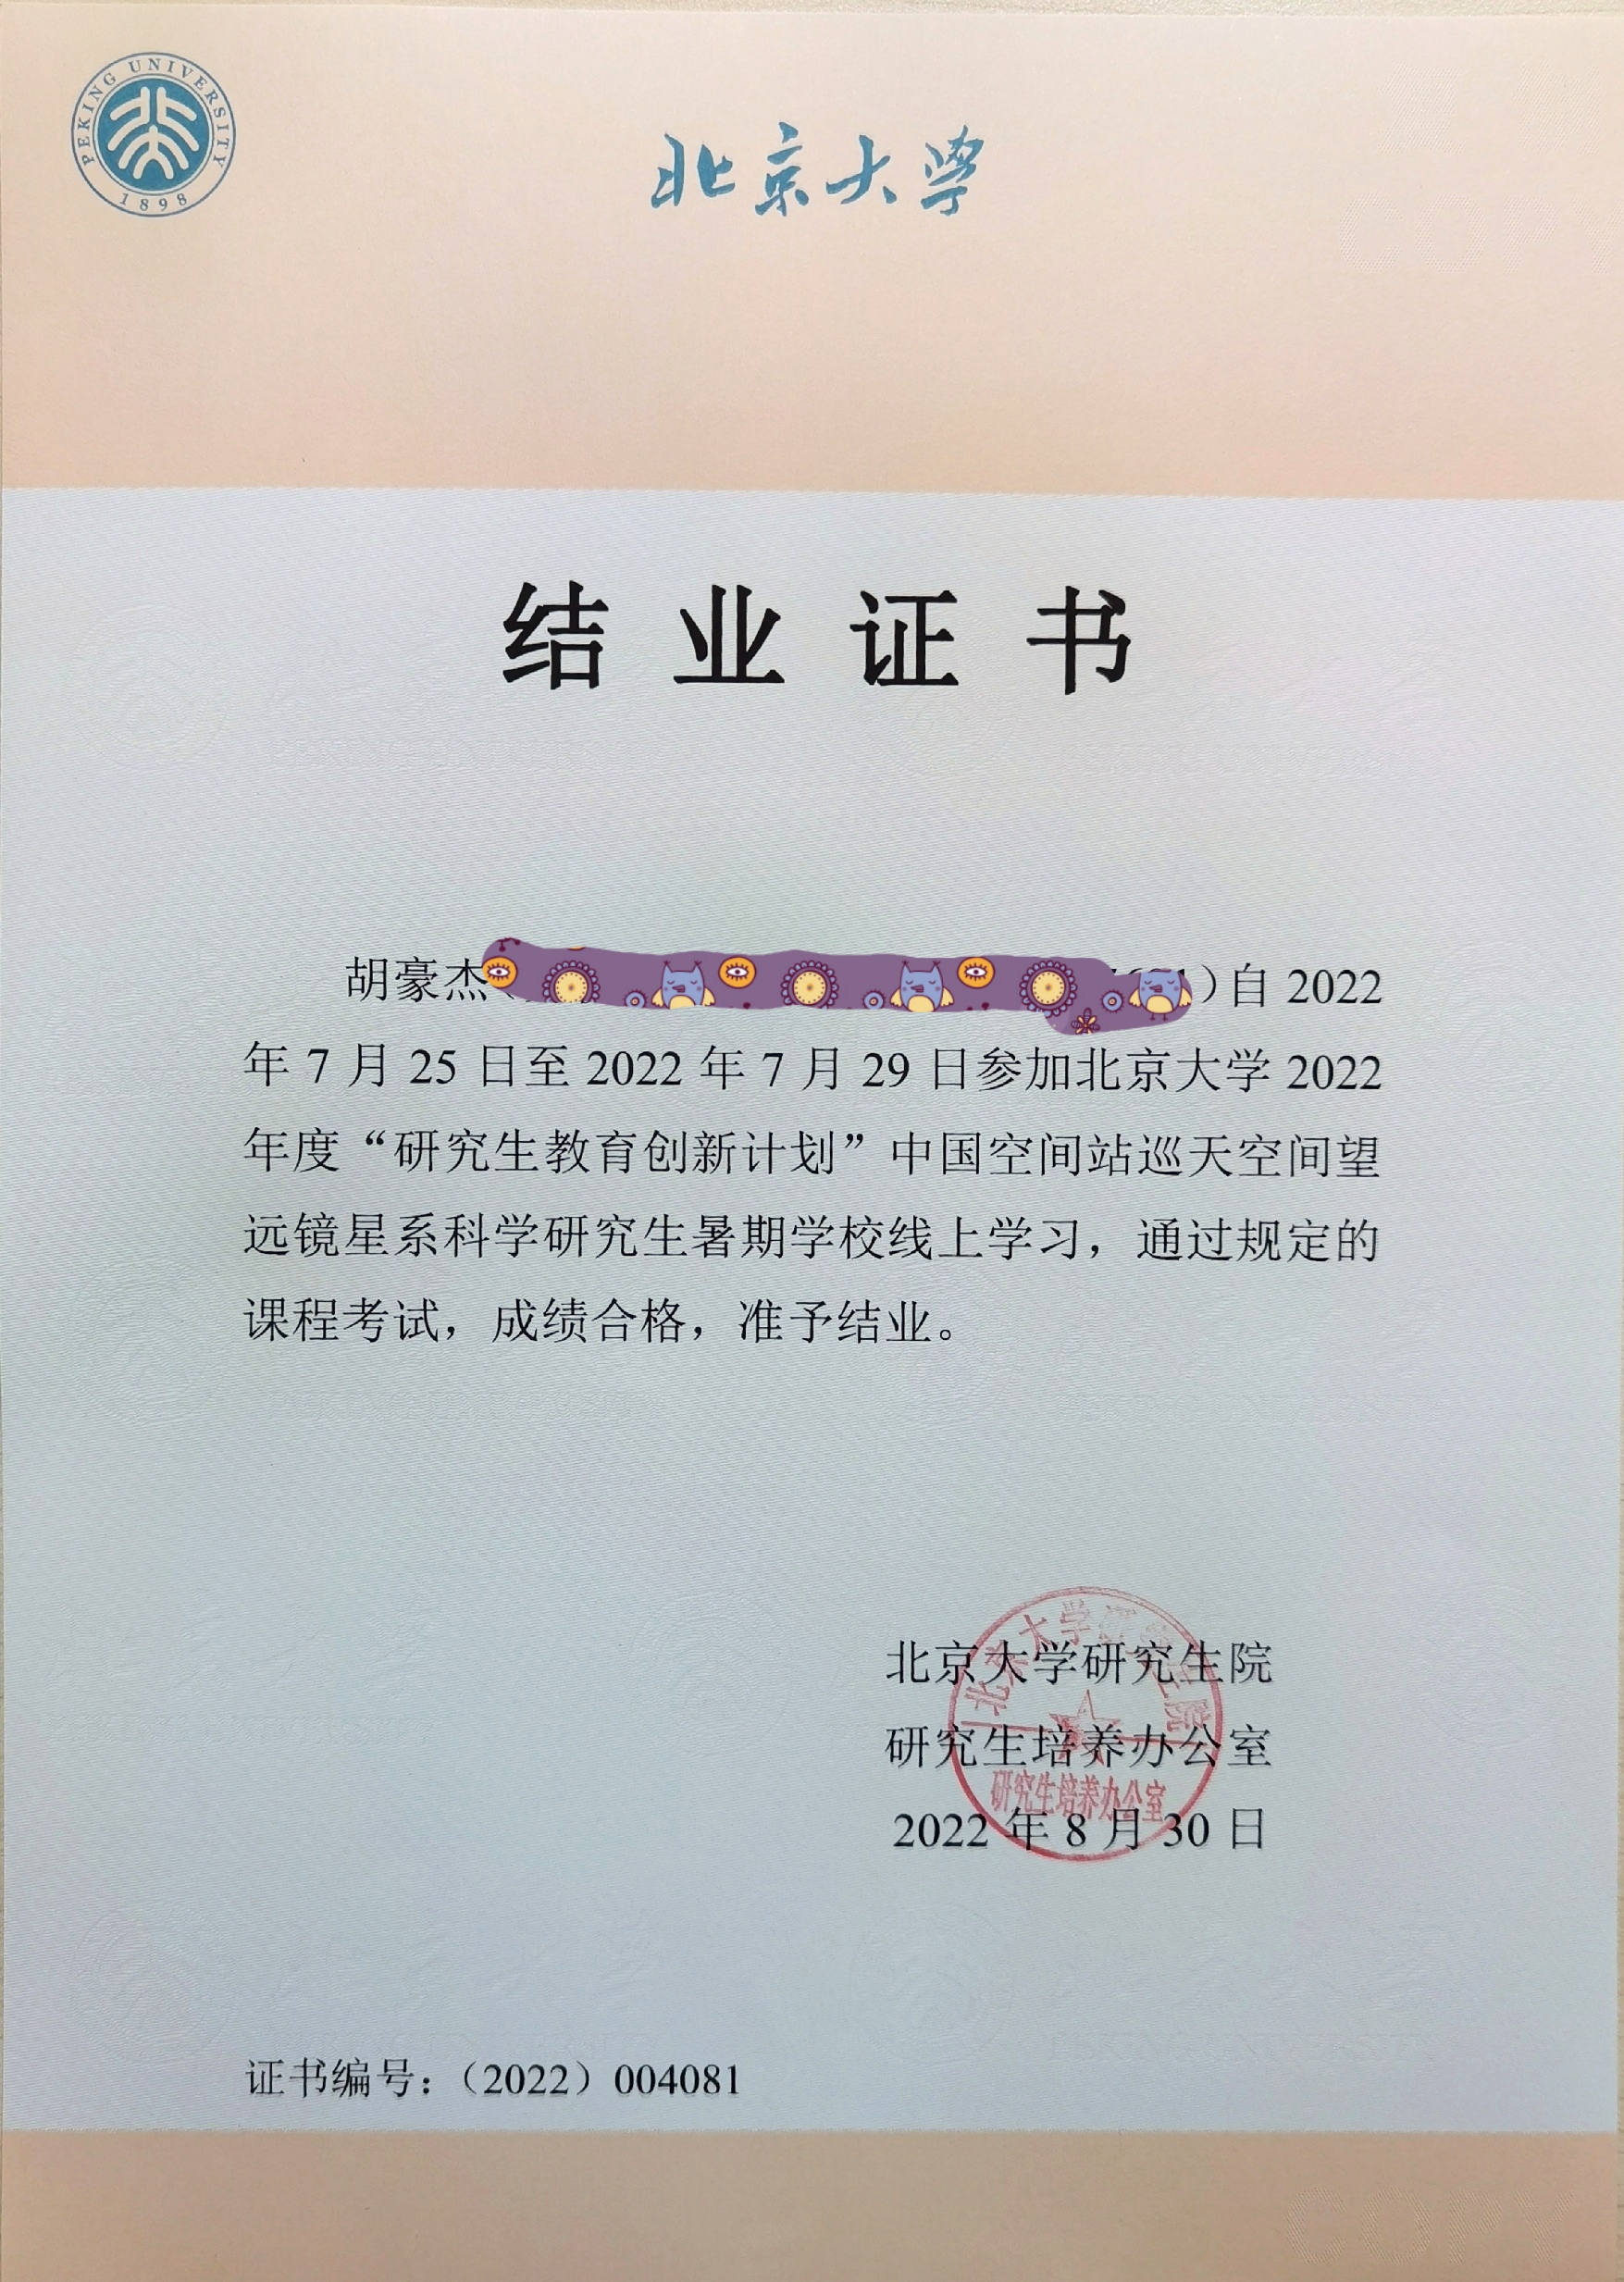 PEKING UNIVERSITY
1898
北京大学
结业证书
胡豪杰（）自 2022
年 7 月 25 日至 2022 年 7 月 29 日参加北京大学 2022
年度“研究生教育创新计划”中国空间站巡天空间望
远镜星系科学研究生暑期学校线上学习，通过规定的
课程考试，成绩合格，准予结业。
北京大学研究生院
研究生培养办公室
2022 年 8 月 30 日
北京大学研究生院
研究生培养办公室
证书编号：（2022）004081
COPY